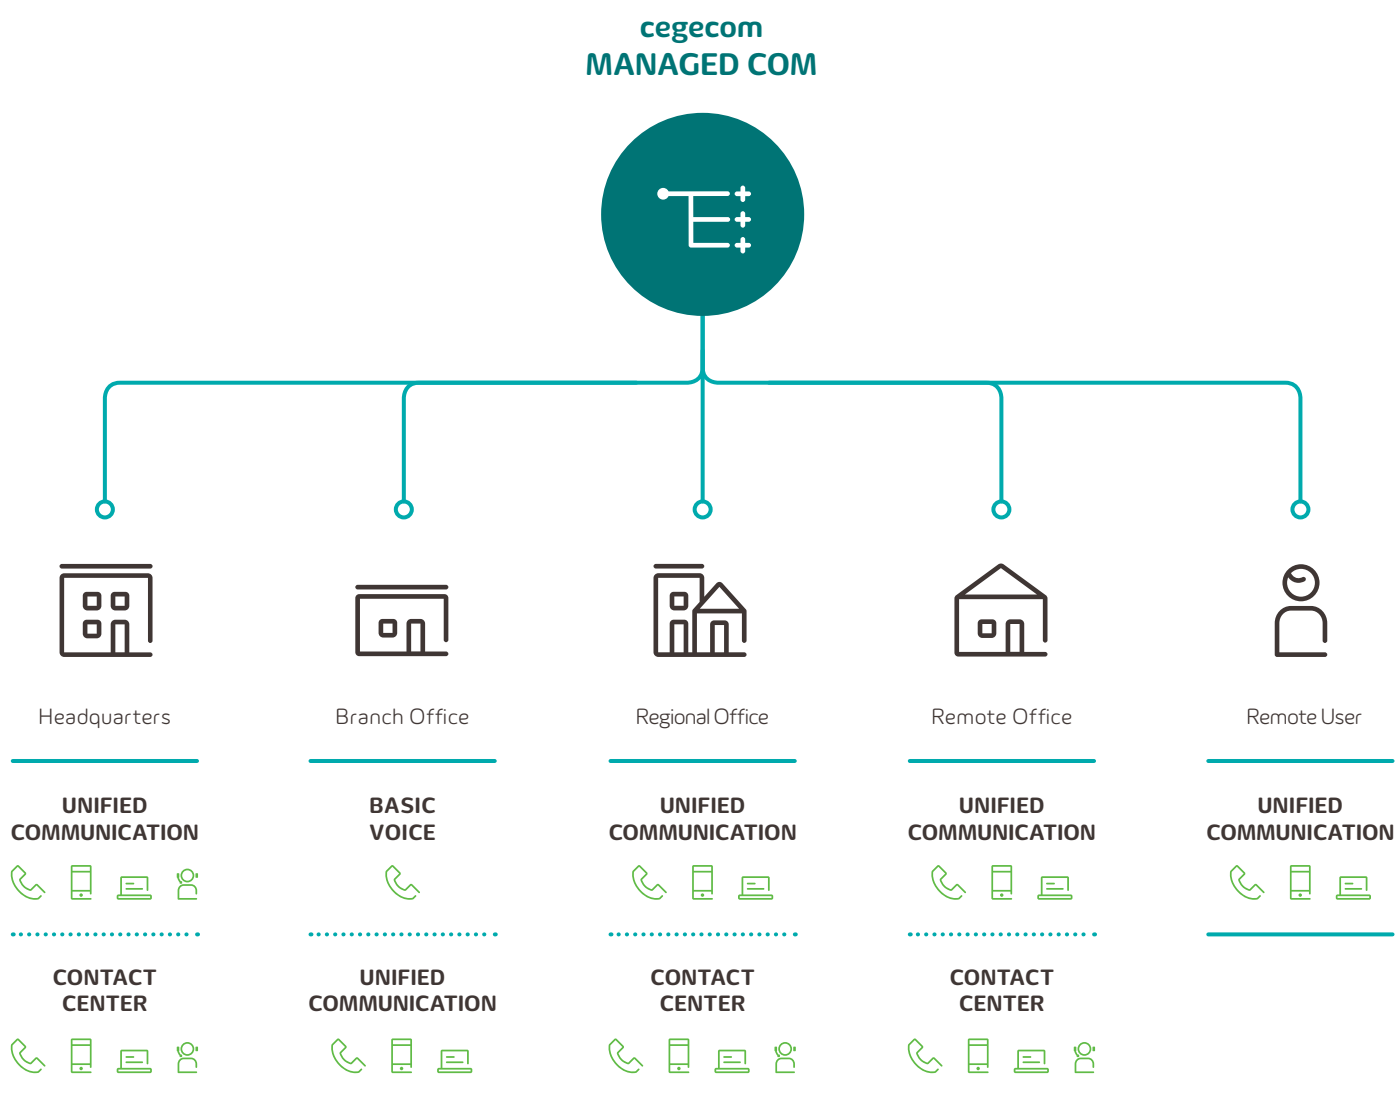 cegecom
MANAGED COM
Headquarters
UNIFIED
COMMUNICATION
CONTACT
CENTER
Branch Office
BASIC
VOICE
UNIFIED
COMMUNICATION
Regional Office
UNIFIED
COMMUNICATION
CONTACT
CENTER
Remote Office
UNIFIED
COMMUNICATION
CONTACT
CENTER
Remote User
UNIFIED
COMMUNICATION